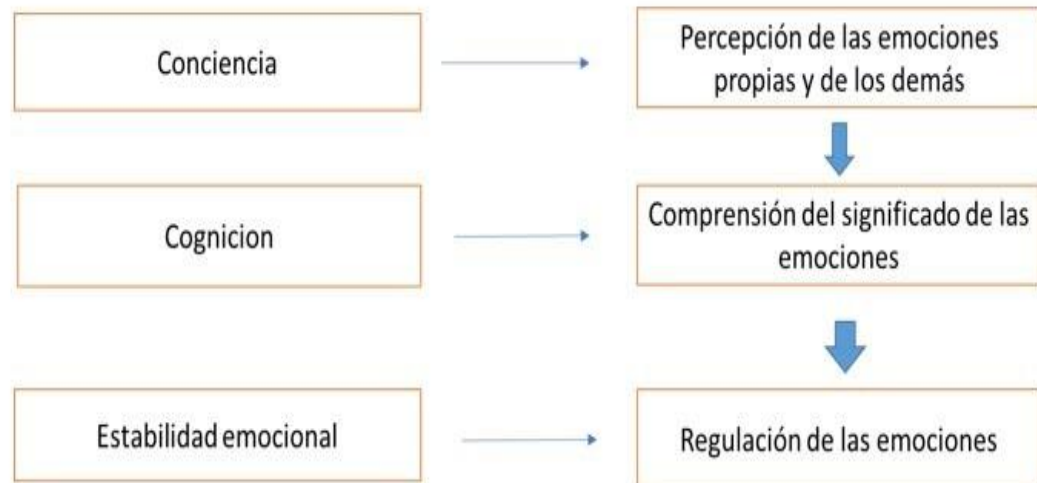 Conciencia
Percepción de las emociones
propias y de los demás
Cognicion
Comprensión del significado de las
emociones
Estabilidad emocional
Regulación de las emociones